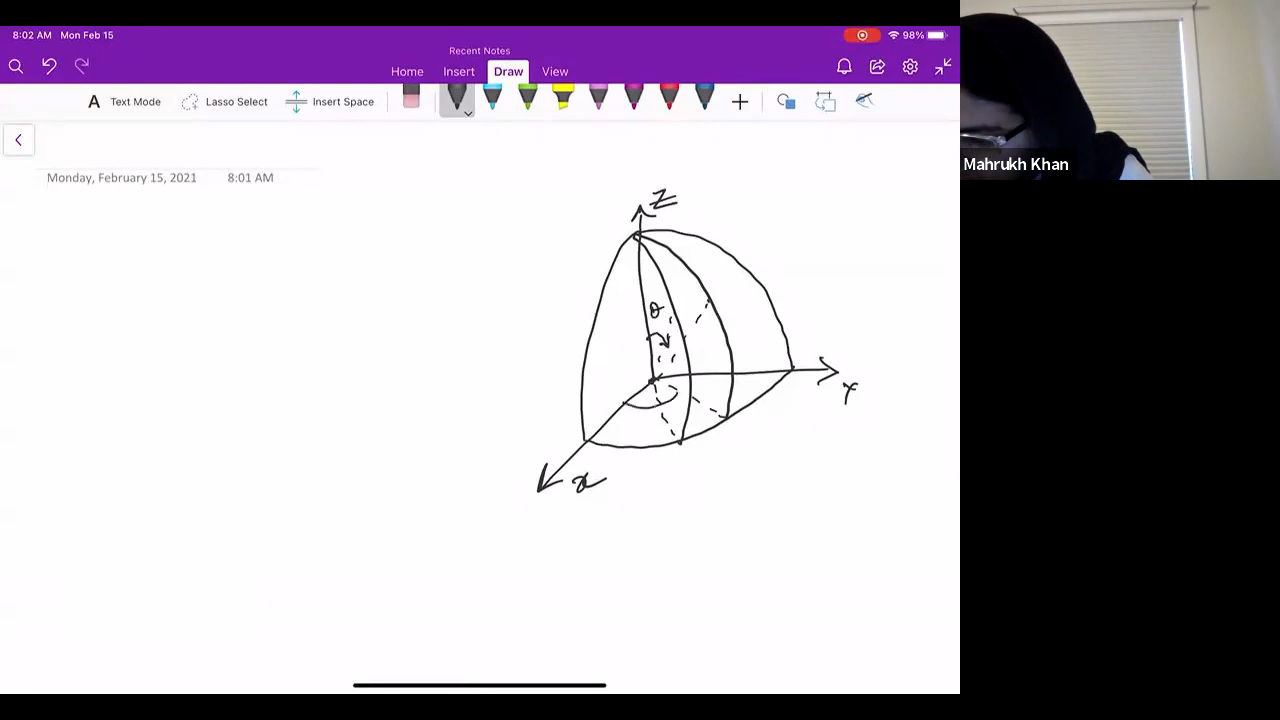 8:02 AM Mon Feb 15
98%
Recent Notes
Home Insert Draw View
A Text Mode Lasso Select Insert Space
Monday, February 15, 2021 8:01 AM
Mahrukh Khan
Z
θ
Y
x